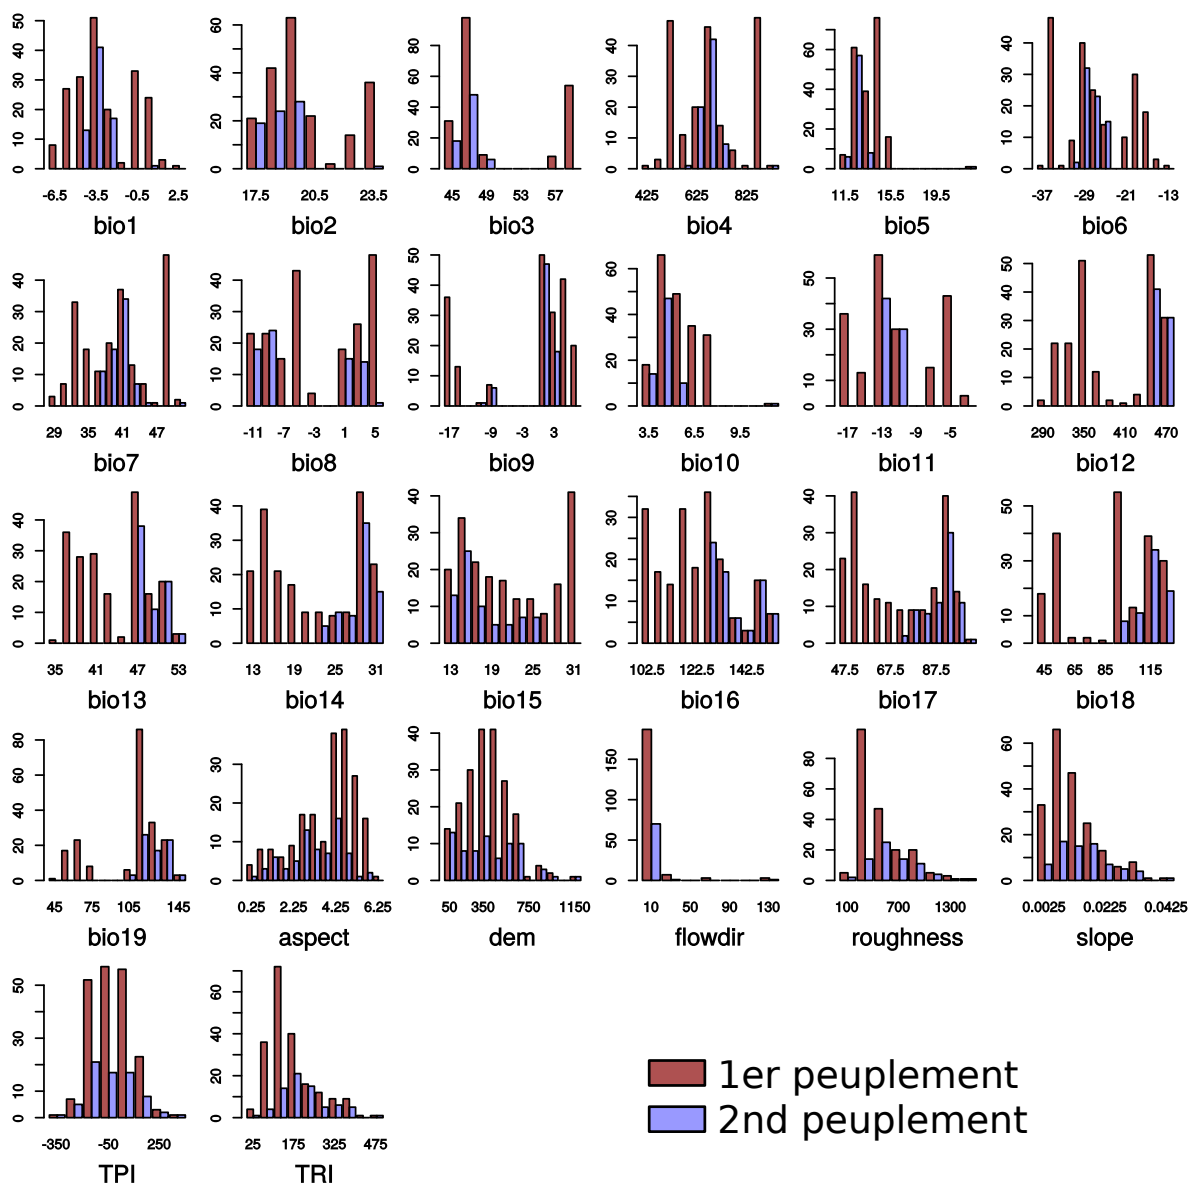 0 10 20 30 40 50
-6.5 -3.5 -0.5 2.5
bio1
0 10 20 30 40 50 60
17.5 20.5 23.5
bio2
0 20 40 60 80
45 49 53 57
bio3
0 10 20 30 40
425 625 825
bio4
0 20 40 60
11.5 15.5 19.5
bio5
0 10 20 30 40
-37 -29 -21 -13
bio6
0 10 20 30 40
29 35 41 47
bio7
0 10 20 30 40
-11 -7 -3 1 5
bio8
0 10 20 30 40 50
-17 -9 -3 3
bio9
0 20 40 60
3.5 6.5 9.5
bio10
0 10 30 50
-17 -13 -9 -5
bio11
0 10 20 30 40 50
290 350 410 470
bio12
0 10 20 30 40
35 41 47 53
bio13
0 10 20 30 40
13 19 25 31
bio14
0 10 20 30 40
13 19 25 31
bio15
0 10 20 30
102.5 122.5 142.5
bio16
0 10 20 30 40
47.5 67.5 87.5
bio17
0 10 30 50
45 65 85 115
bio18
0 20 40 60 80
45 75 105 145
bio19
0 10 20 30
0.25 2.25 4.25 6.25
aspect
0 10 20 30 40
50 350 750 1150
dem
0 50 100 150
10 50 90 130
flowdir
0 20 40 60 80
100 700 1300
roughness
0 20 40 60
0.0025 0.0225 0.0425
slope
0 10 30 50
-350 -50 250
TPI
0 20 40 60
25 175 325 475
TRI
1er peuplement
2nd peuplement